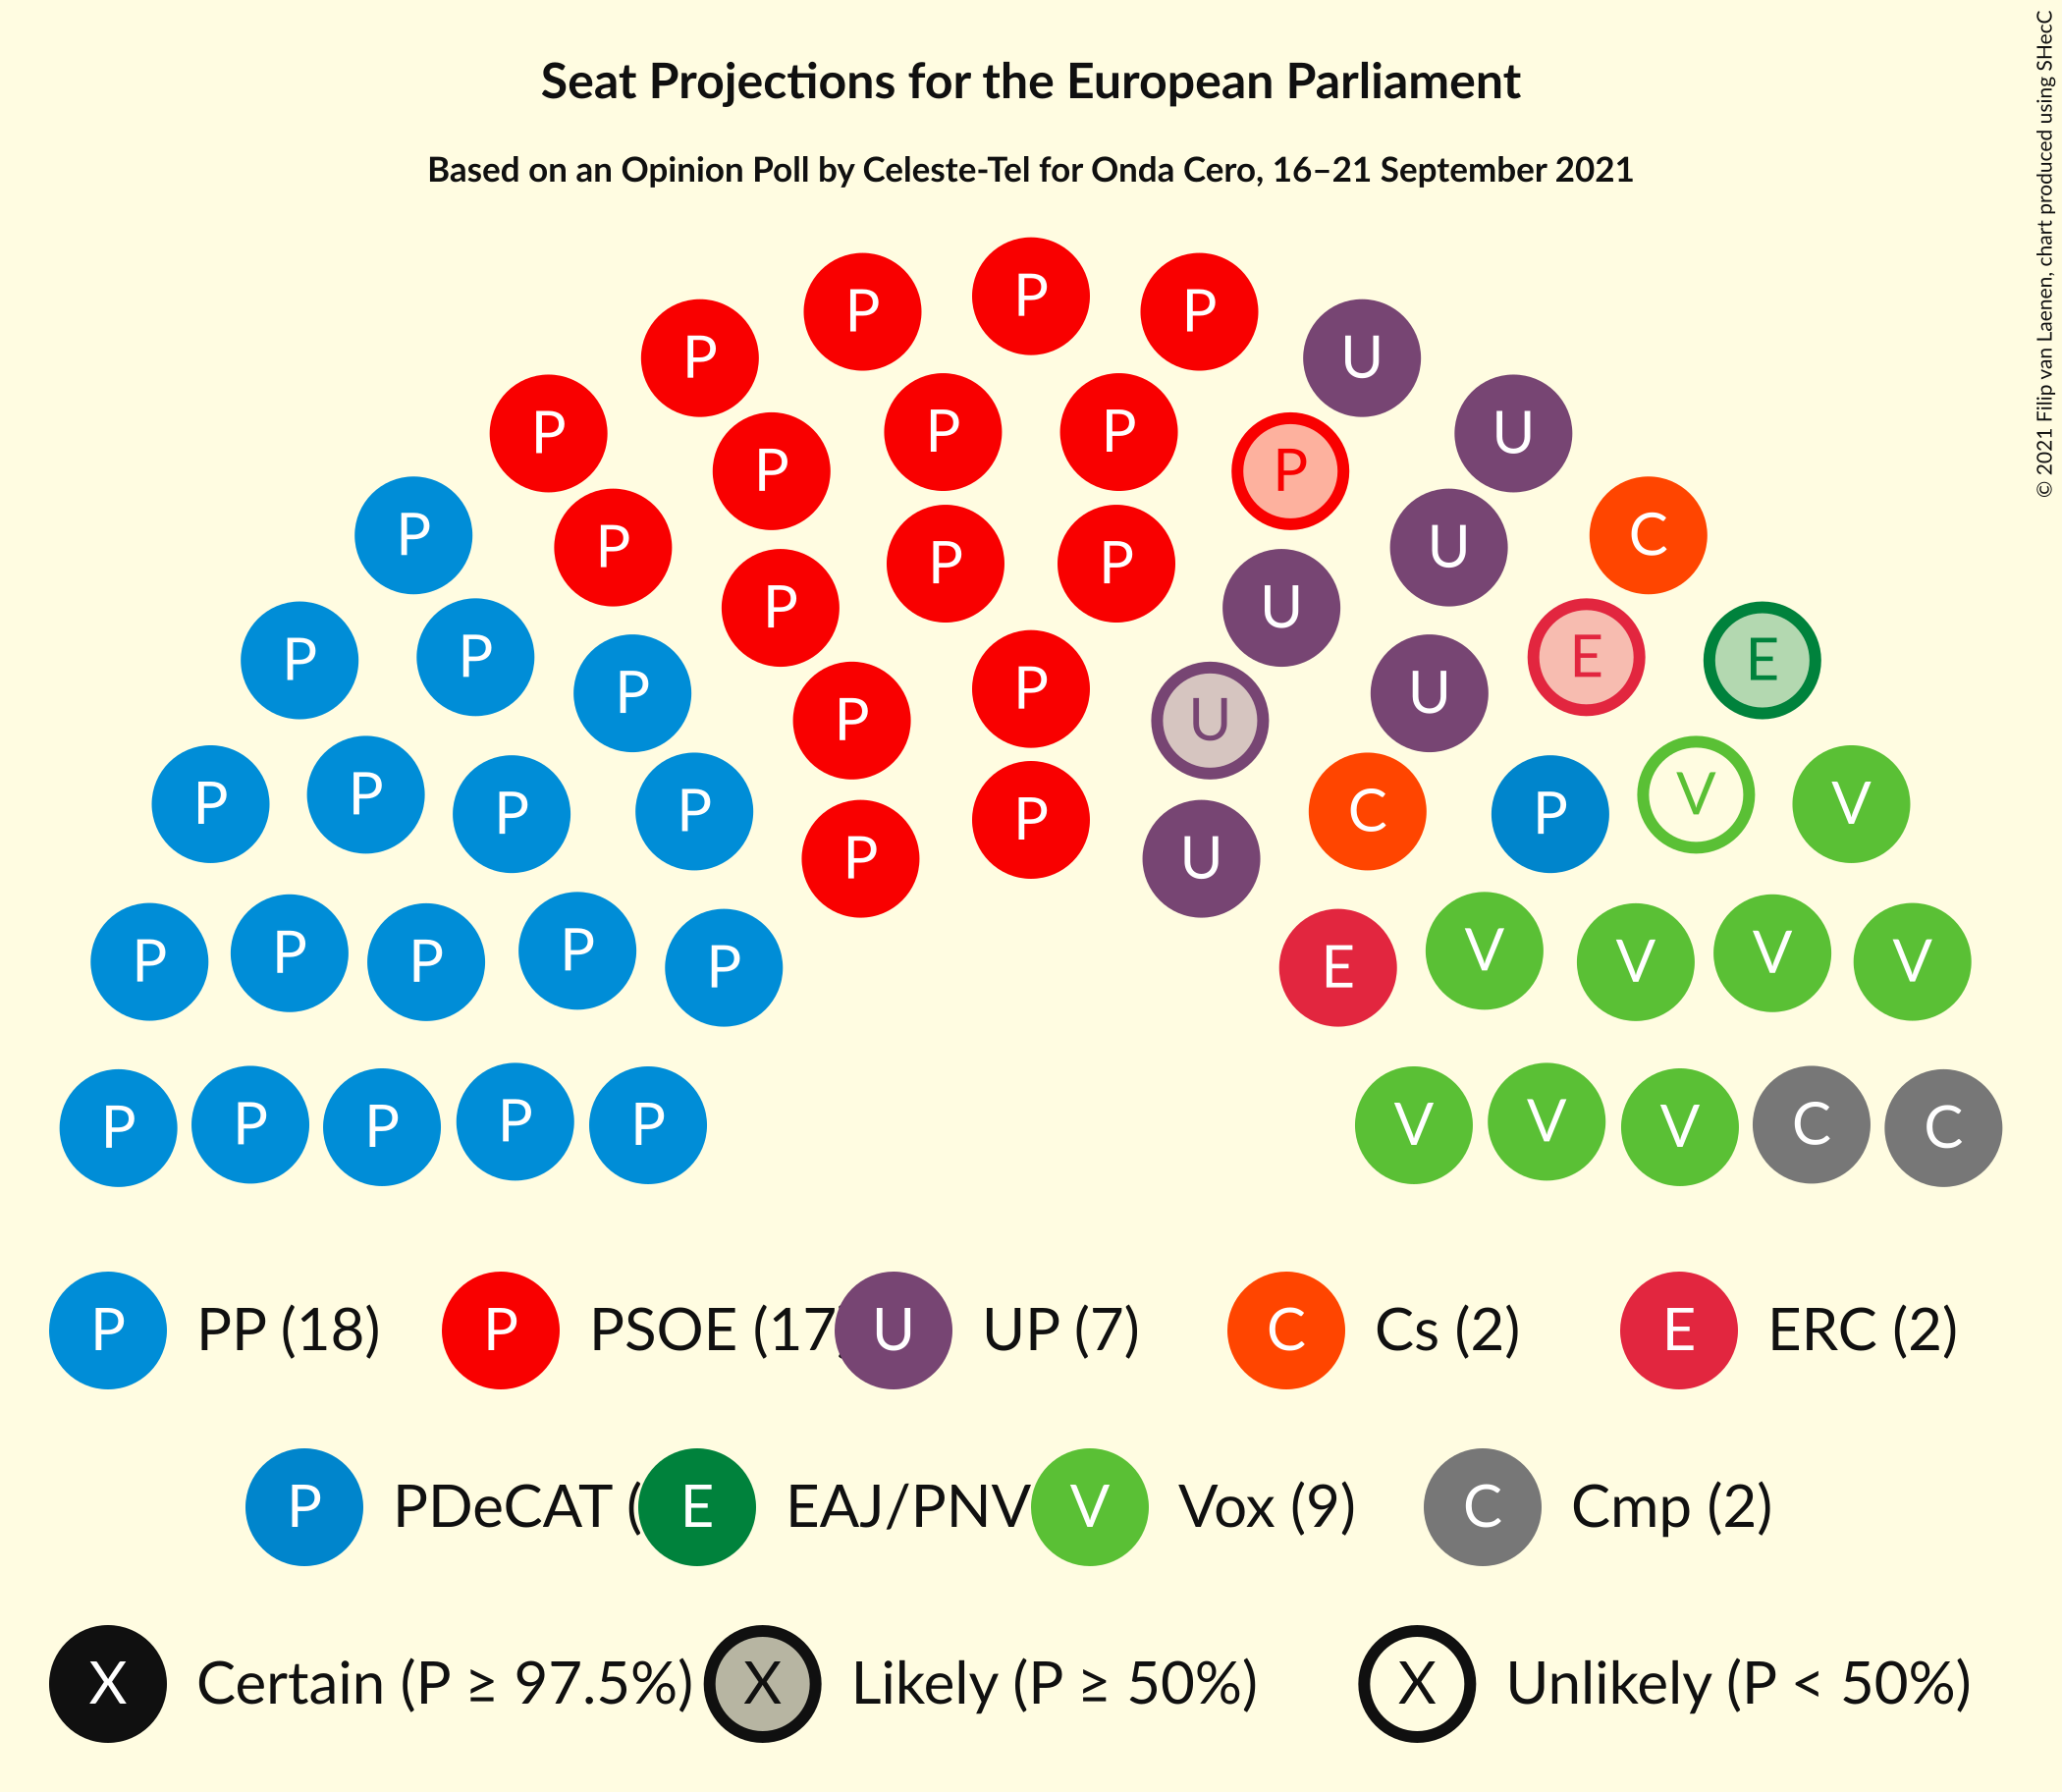 Seat Projections for the European Parliament
Based on an Opinion Poll by Celeste-Tel for Onda Cero, 16–21 September 2021
© 2021 Filip van Laenen, chart produced using SHecC
P
P P
P U
P P P U
P P
P C
P P P U
P U
P P E E
P P U
P U
P P P P P C P V V
P U
P P P P P E V V V V
P P P P P V V V C C
P PP (18) P PSOE (17 U UP (7) C Cs (2) E ERC (2)
P PDeCAT ( E EAJ/PNV V Vox (9) C Cmp (2)
X Certain (P ≥ 97.5%) X Likely (P ≥ 50%) X Unlikely (P < 50%)